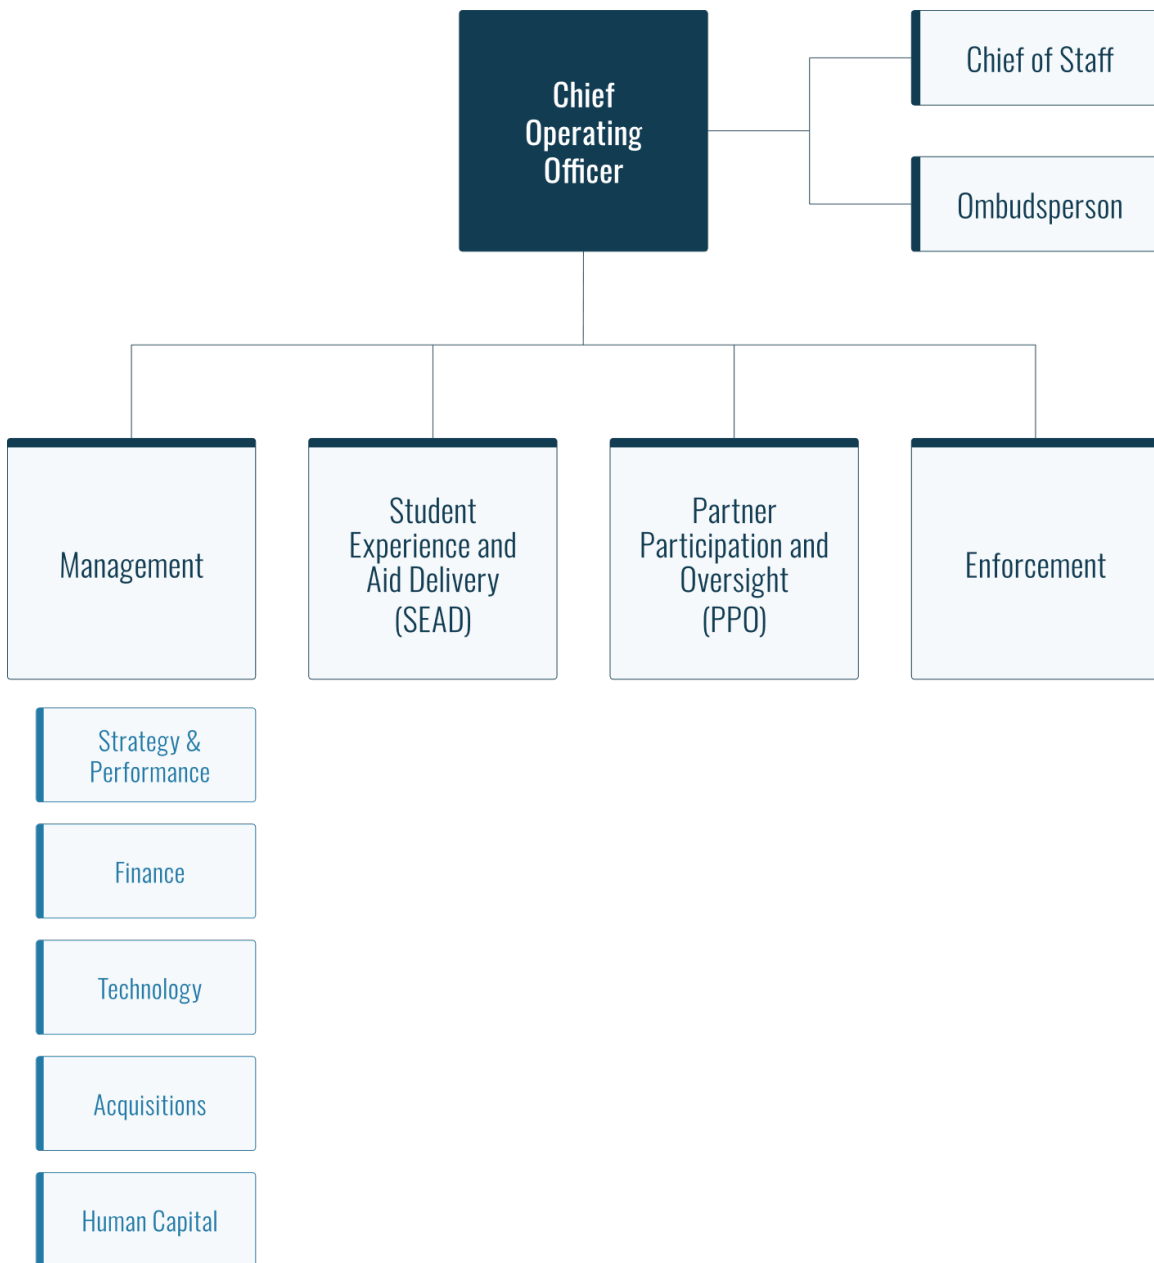 Chief
Operating
Officer
Chief of Staff
Ombudsperson
Management
Student
Experience and
Aid Delivery
(SEAD)
Partner
Participation and
Oversight
(PPO)
Enforcement
Strategy &
Performance
Finance
Technology
Acquisitions
Human Capital